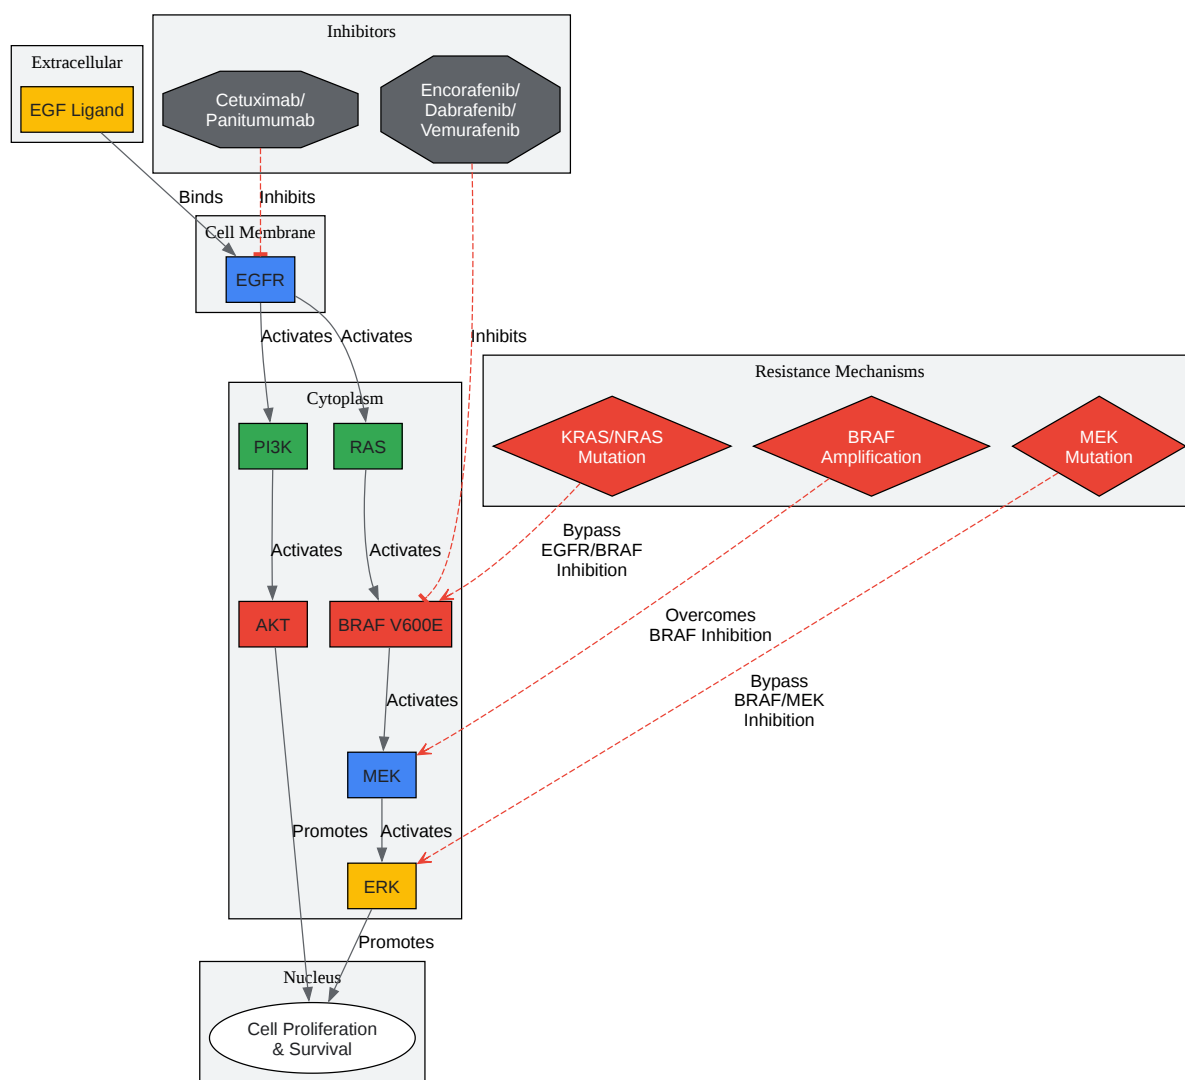 Inhibitors
Extracellular
EGF Ligand
Cetuximab/
Panitumumab
Encorafenib/
Dabrafenib/
Vemurafenib
Binds
Inhibits
Cell Membrane
EGFR
Activates
Activates
Inhibits
Resistance Mechanisms
Cytoplasm
KRAS/NRAS
Mutation
BRAF
Amplification
MEK
Mutation
PI3K
RAS
Activates
Activates
Bypass
EGFR/BRAF
Inhibition
AKT
BRAF V600E
Overcomes
BRAF Inhibition
Bypass
BRAF/MEK
Inhibition
Activates
MEK
Promotes
Activates
ERK
Promotes
Nucleus
Cell Proliferation
& Survival